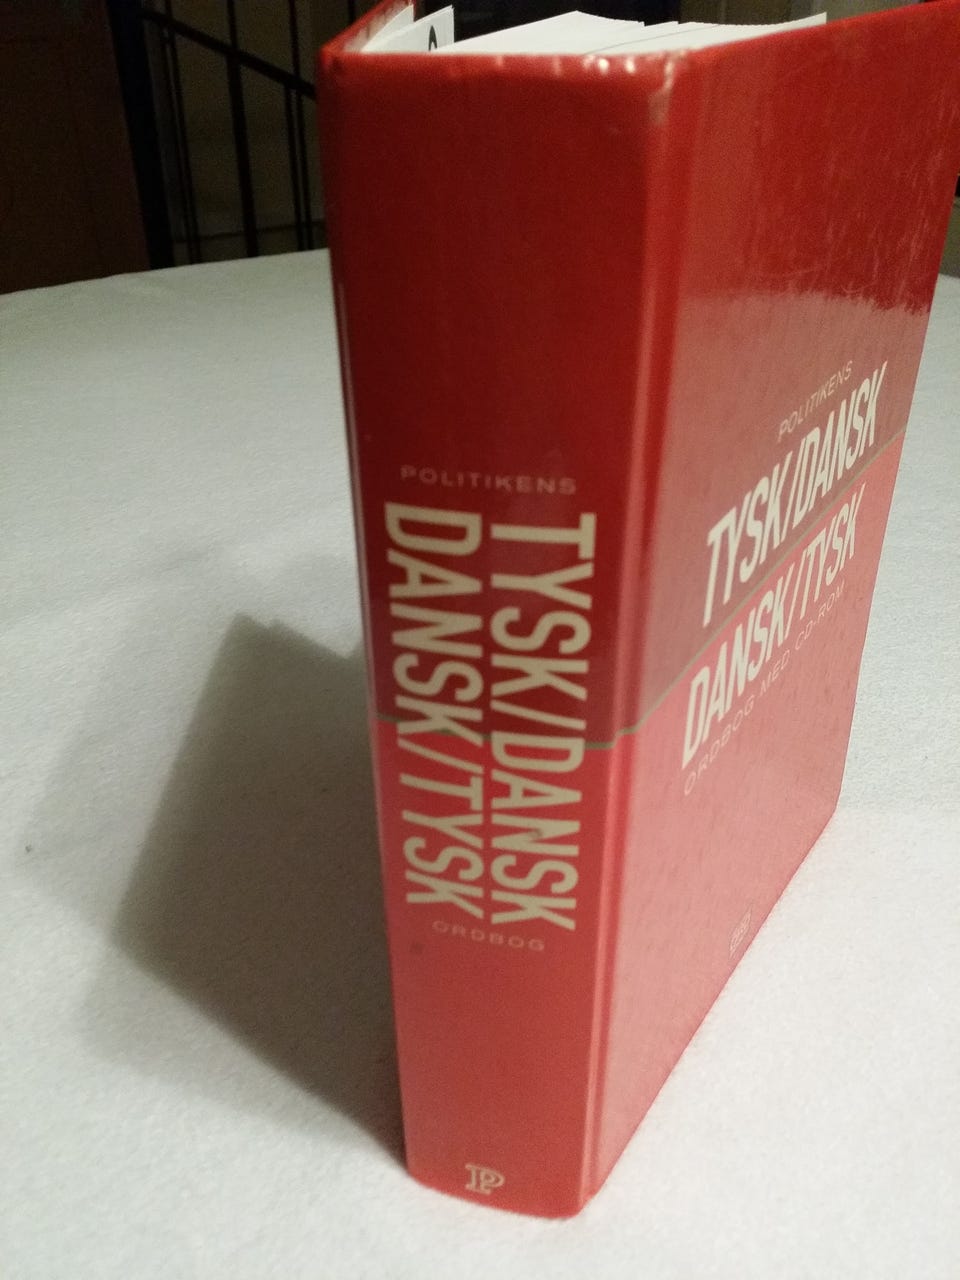 POLITIKENS
TYSK/DANSK
DANSK/TYSK
ORDBOG
P
POLITIKENS
TYSK/DANSK
DANSK/TYSK
ORDBOG MED CD-ROM